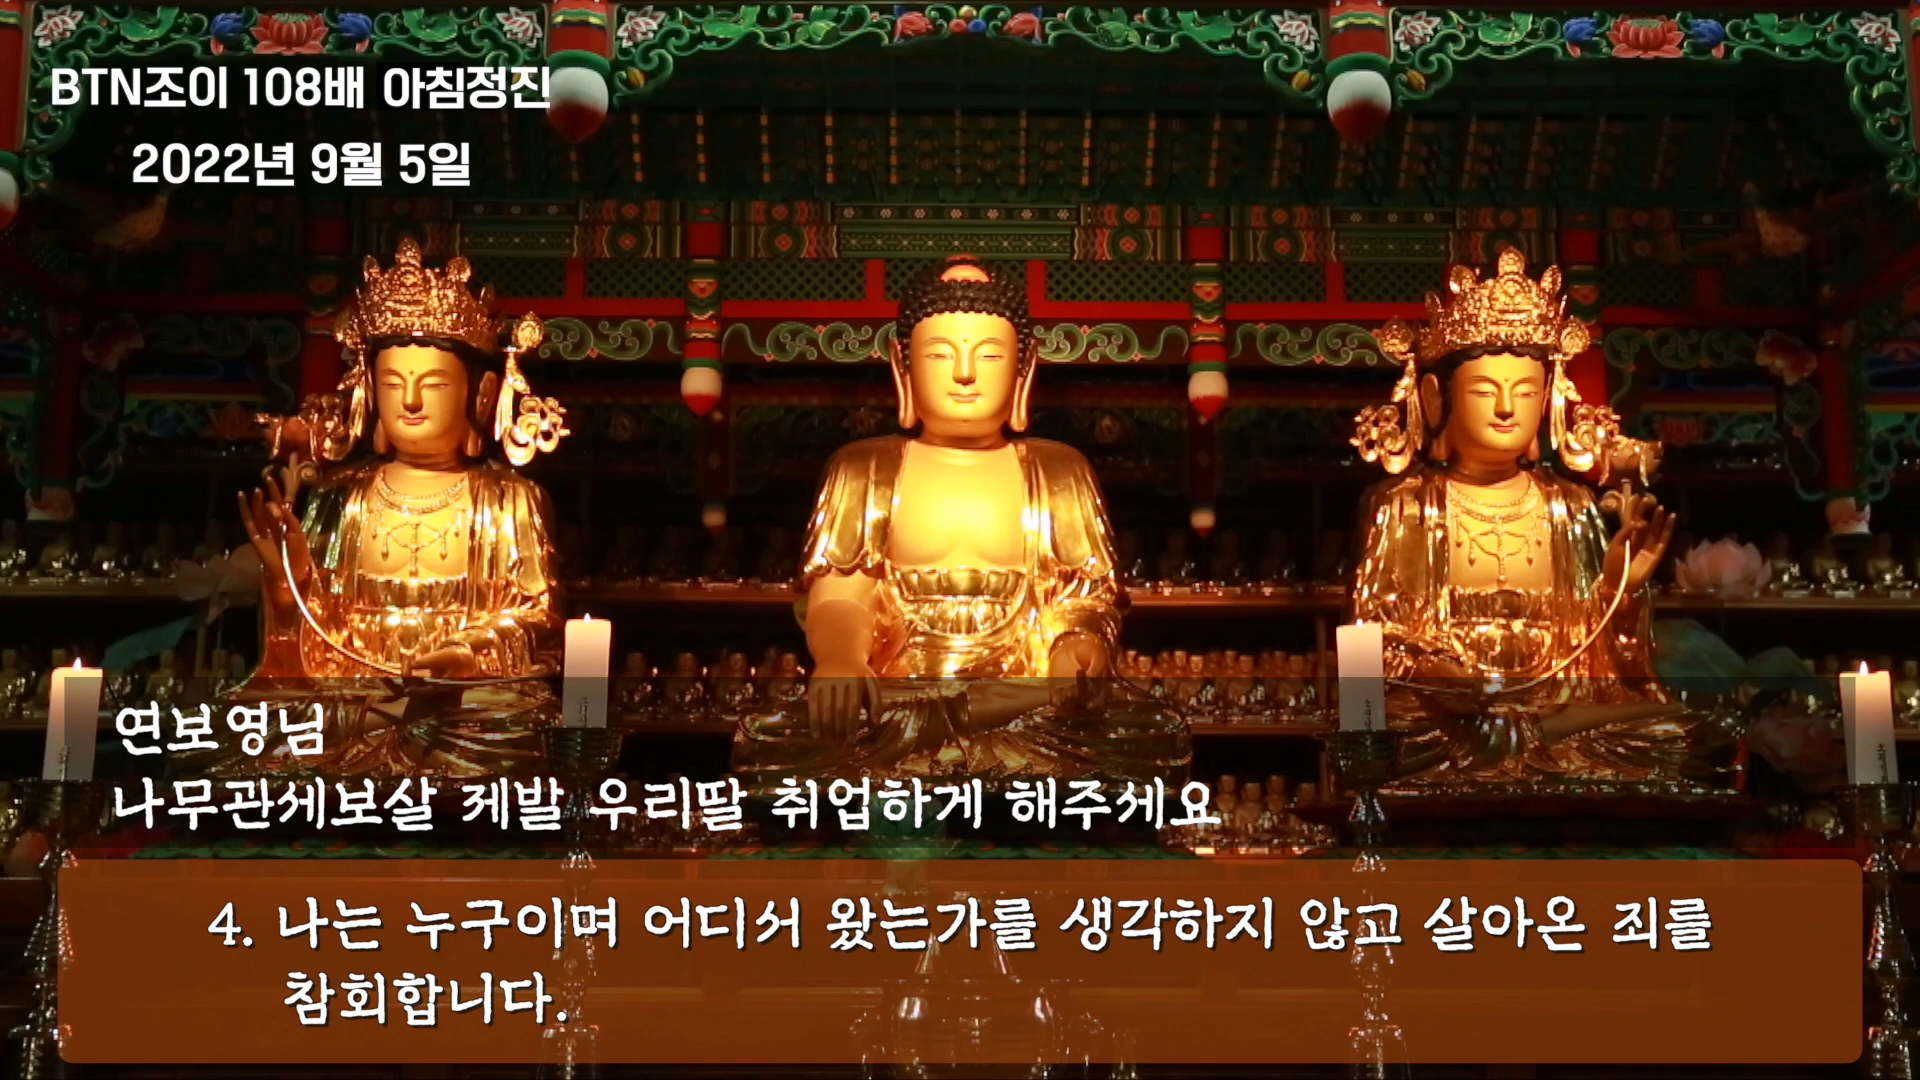 BTN조이 108배 아침정진
2022년 9월 5일
연보영님
나무관세보살 제발 우리딸 취업하게 해주세요
4. 나는 누구이며 어디서 왔는가를 생각하지 않고 살아온 죄를
참회합니다.